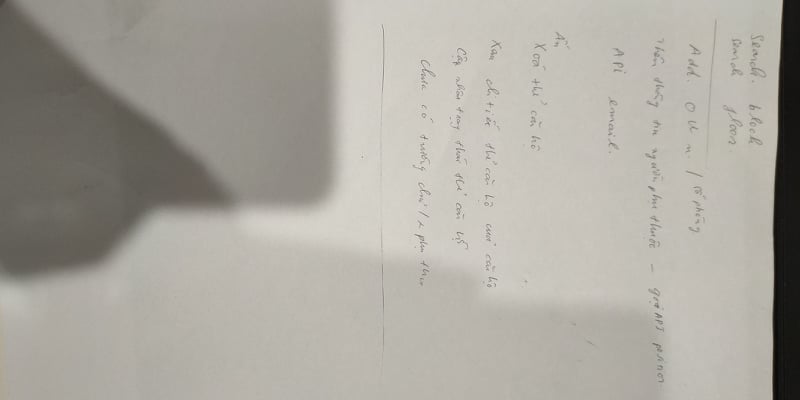 Search. block
Search floor.
Add. / số phòng
Thêm thông tin người phụ thuộc - gọi API position
API email.
Ẩn
Xoá thẻ căn hộ
Xem chi tiết thẻ căn hộ của căn hộ
Cập nhật trạng thái thẻ căn hộ
Chưa có trường chủ /